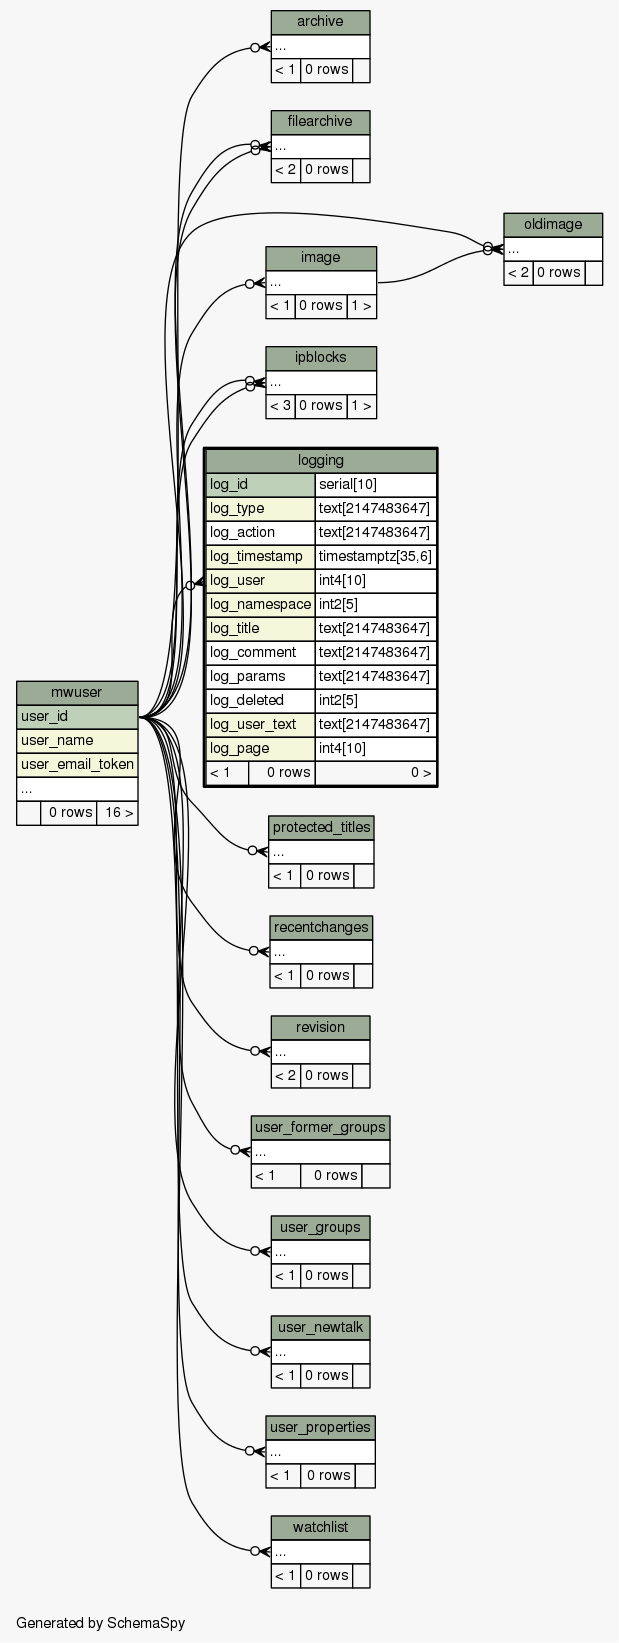 archive
...
< 1 0 rows
filearchive
...
< 2 0 rows
oldimage
...
< 2 0 rows
image
...
< 1 0 rows 1 >
ipblocks
...
< 3 0 rows 1 >
logging
log_id serial[10]
log_type text[2147483647]
log_action text[2147483647]
log_timestamp timestamptz[35,6]
log_user int4[10]
log_namespace int2[5]
log_title text[2147483647]
log_comment text[2147483647]
log_params text[2147483647]
log_deleted int2[5]
log_user_text text[2147483647]
log_page int4[10]
< 1 0 rows 0 >
mwuser
user_id
user_name
user_email_token
...
0 rows 16 >
protected_titles
...
< 1 0 rows
recentchanges
...
< 1 0 rows
revision
...
< 2 0 rows
user_former_groups
...
< 1 0 rows
user_groups
...
< 1 0 rows
user_newtalk
...
< 1 0 rows
user_properties
...
< 1 0 rows
watchlist
...
< 1 0 rows
Generated by SchemaSpy